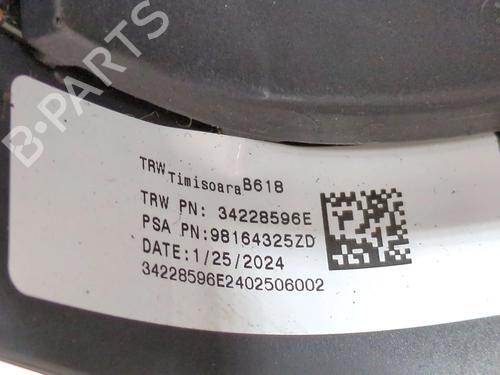 B-PARTS
TRW Timisoara B618
TRW PN: 34228596E
PSA PN:98164325ZD
DATE:1/25/2024
34228596E2402506002